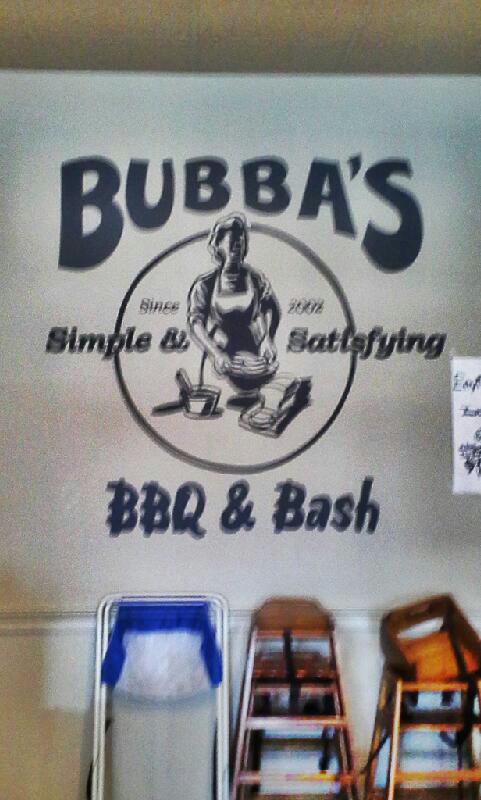 BUBBA'S
Since 2002
Simple & Satisfying
BBQ & Bash